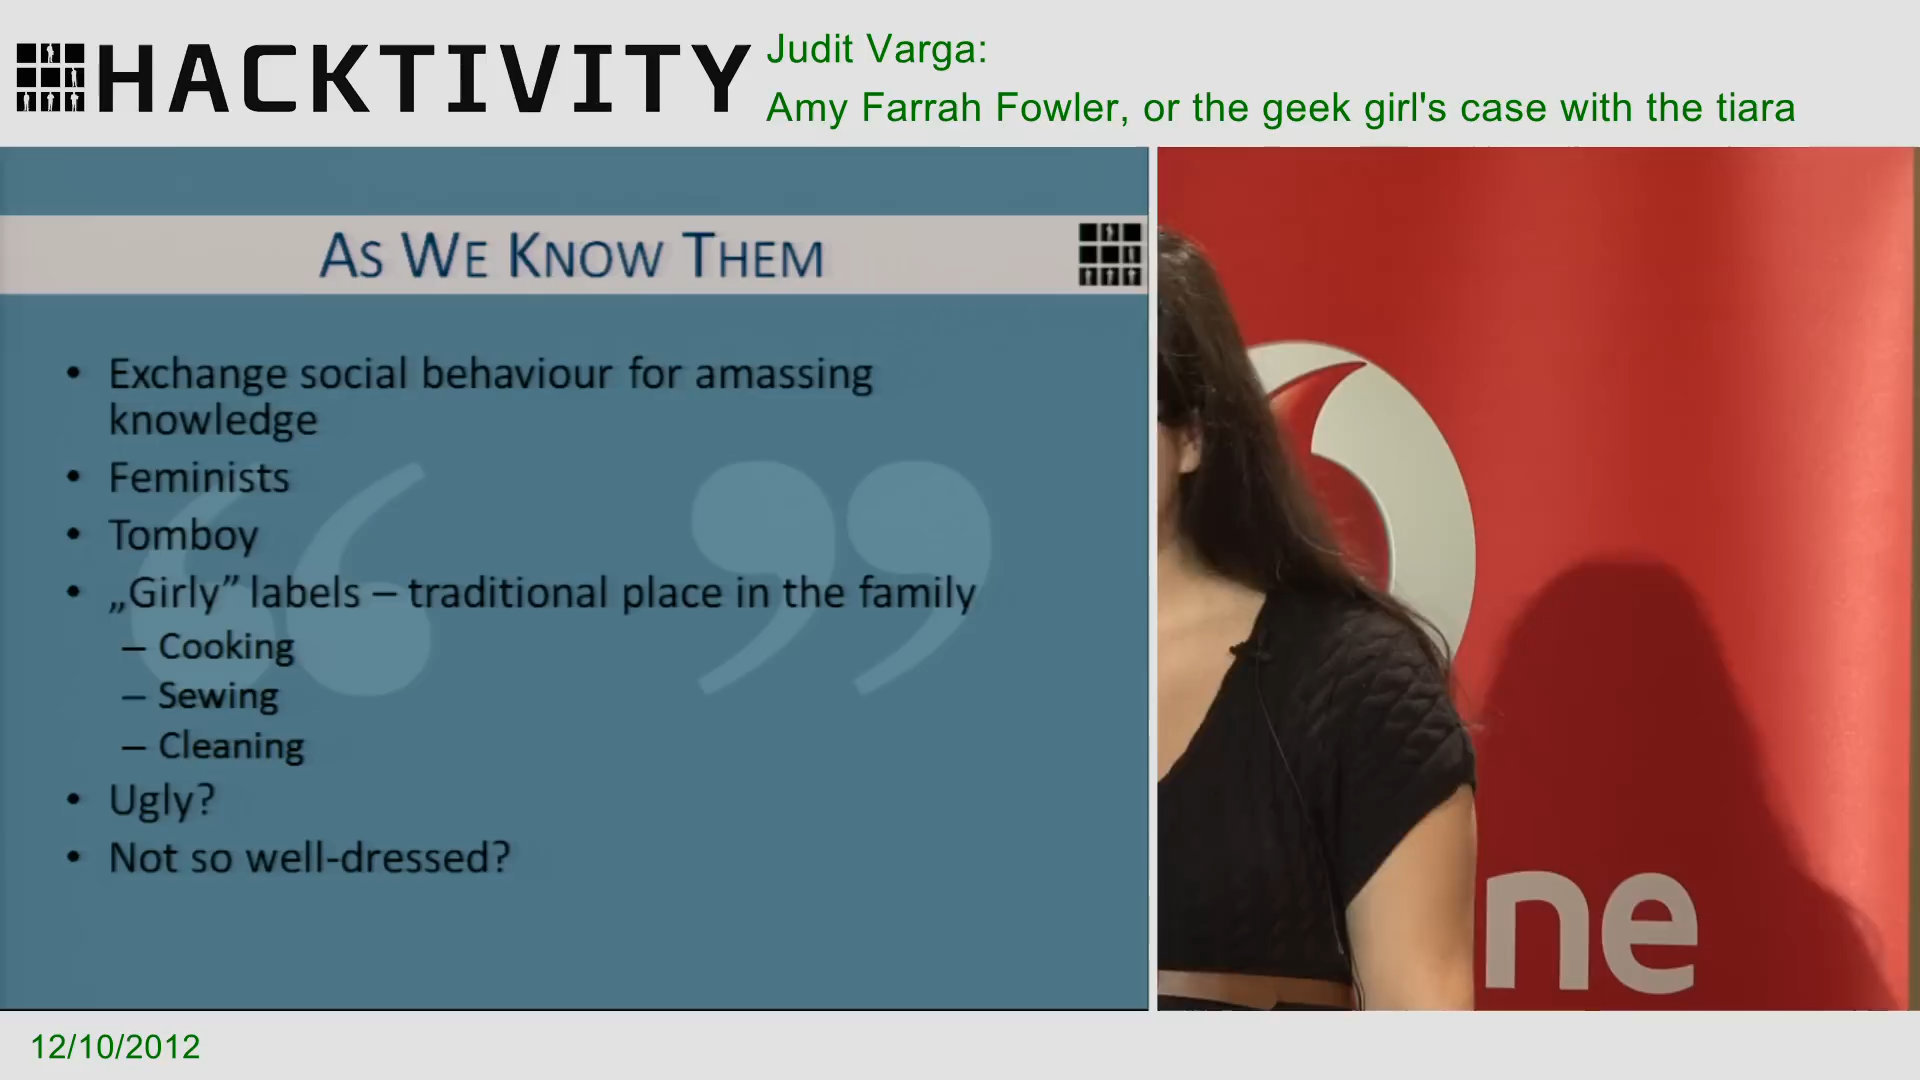 HACKTIVITY
Judit Varga:
Amy Farrah Fowler, or the geek girl's case with the tiara
As We Know Them
• Exchange social behaviour for amassing
knowledge
• Feminists
• Tomboy
• „Girly” labels – traditional place in the family
– Cooking
– Sewing
– Cleaning
• Ugly?
• Not so well-dressed?
ne
12/10/2012